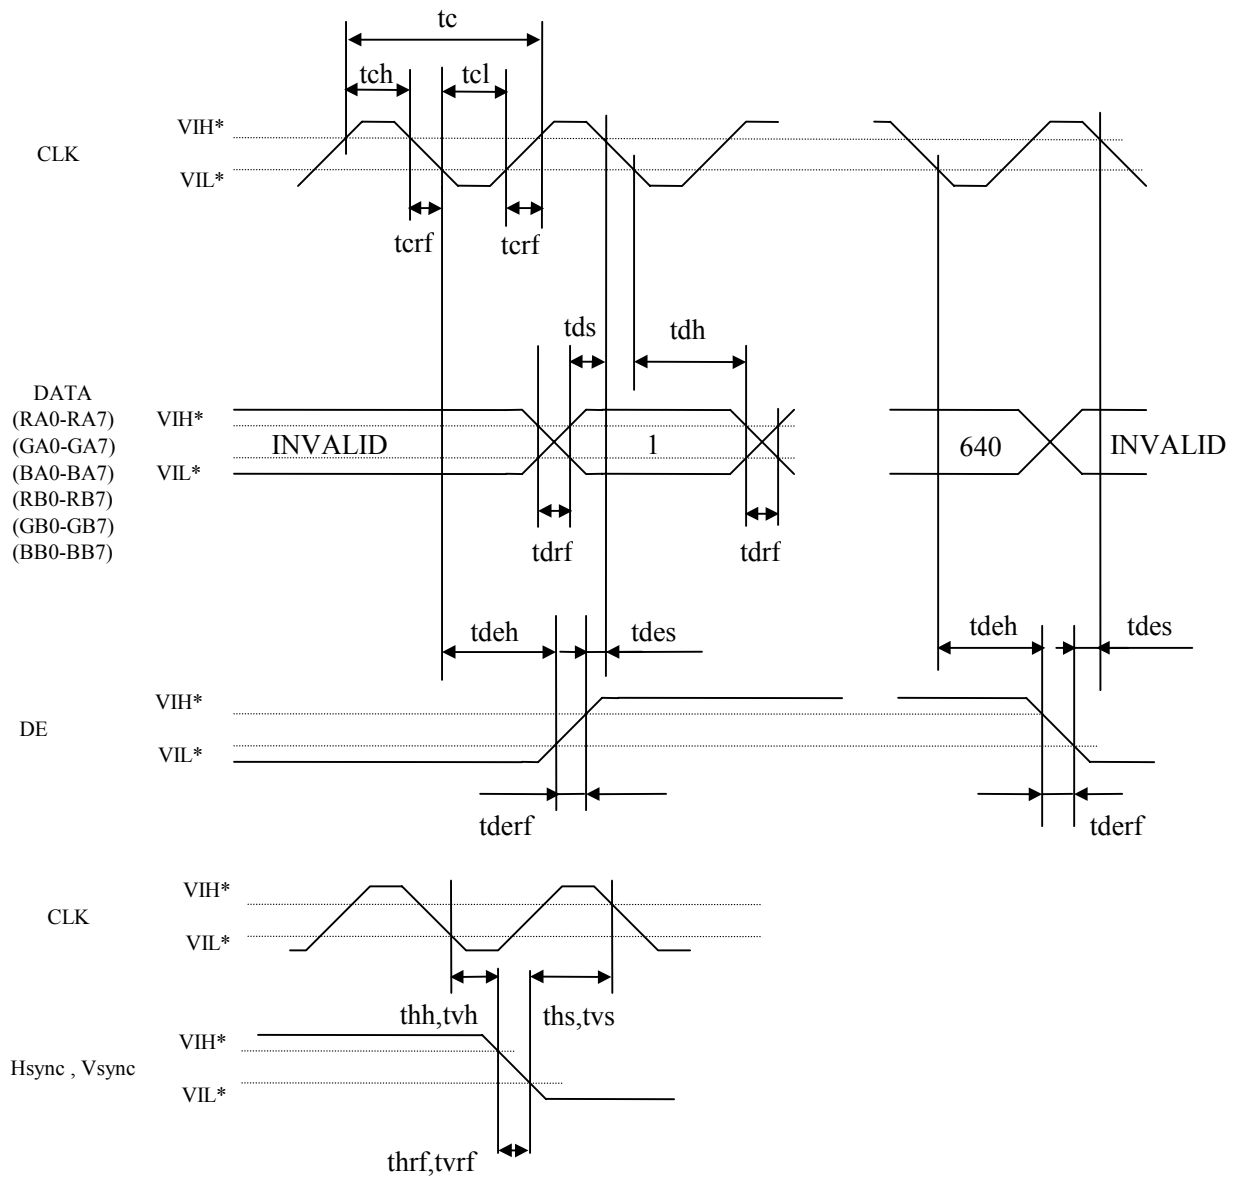 tc
tch
tcl
VIH*
CLK
VIL*
tcrf
tcrf
tds
tdh
DATA
(RA0-RA7)
VIH*
(GA0-GA7)
INVALID
1
640
INVALID
(BA0-BA7)
VIL*
(RB0-RB7)
(GB0-GB7)
(BB0-BB7)
tdrf
tdrf
tdeh
tdes
tdeh
tdes
VIH*
DE
VIL*
tderf
tderf
VIH*
CLK
VIL*
thh,tvh
ths,tvs
VIH*
Hsync , Vsync
VIL*
thrf,tvrf